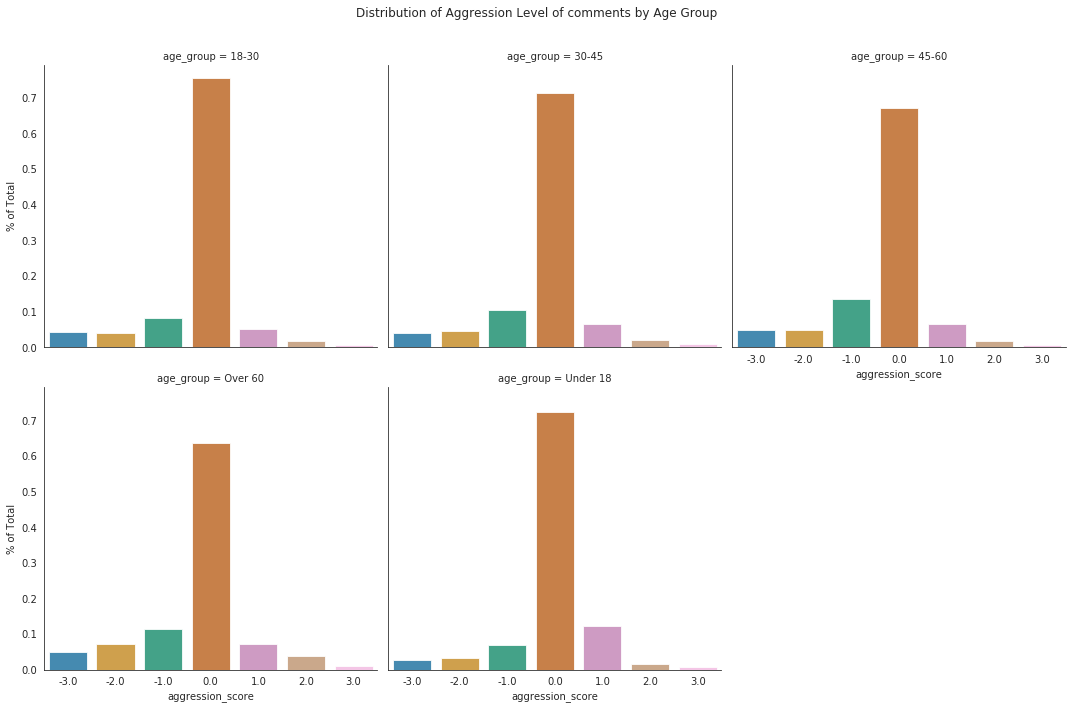 Distribution of Aggression Level of comments by Age Group
age_group = 18-30
age_group = 30-45
age_group = 45-60
% of Total
0.7
0.6
0.5
0.4
0.3
0.2
0.1
0.0
-3.0 -2.0 -1.0 0.0 1.0 2.0 3.0
aggression_score
age_group = Over 60
age_group = Under 18
% of Total
0.7
0.6
0.5
0.4
0.3
0.2
0.1
0.0
-3.0 -2.0 -1.0 0.0 1.0 2.0 3.0
aggression_score
-3.0 -2.0 -1.0 0.0 1.0 2.0 3.0
aggression_score